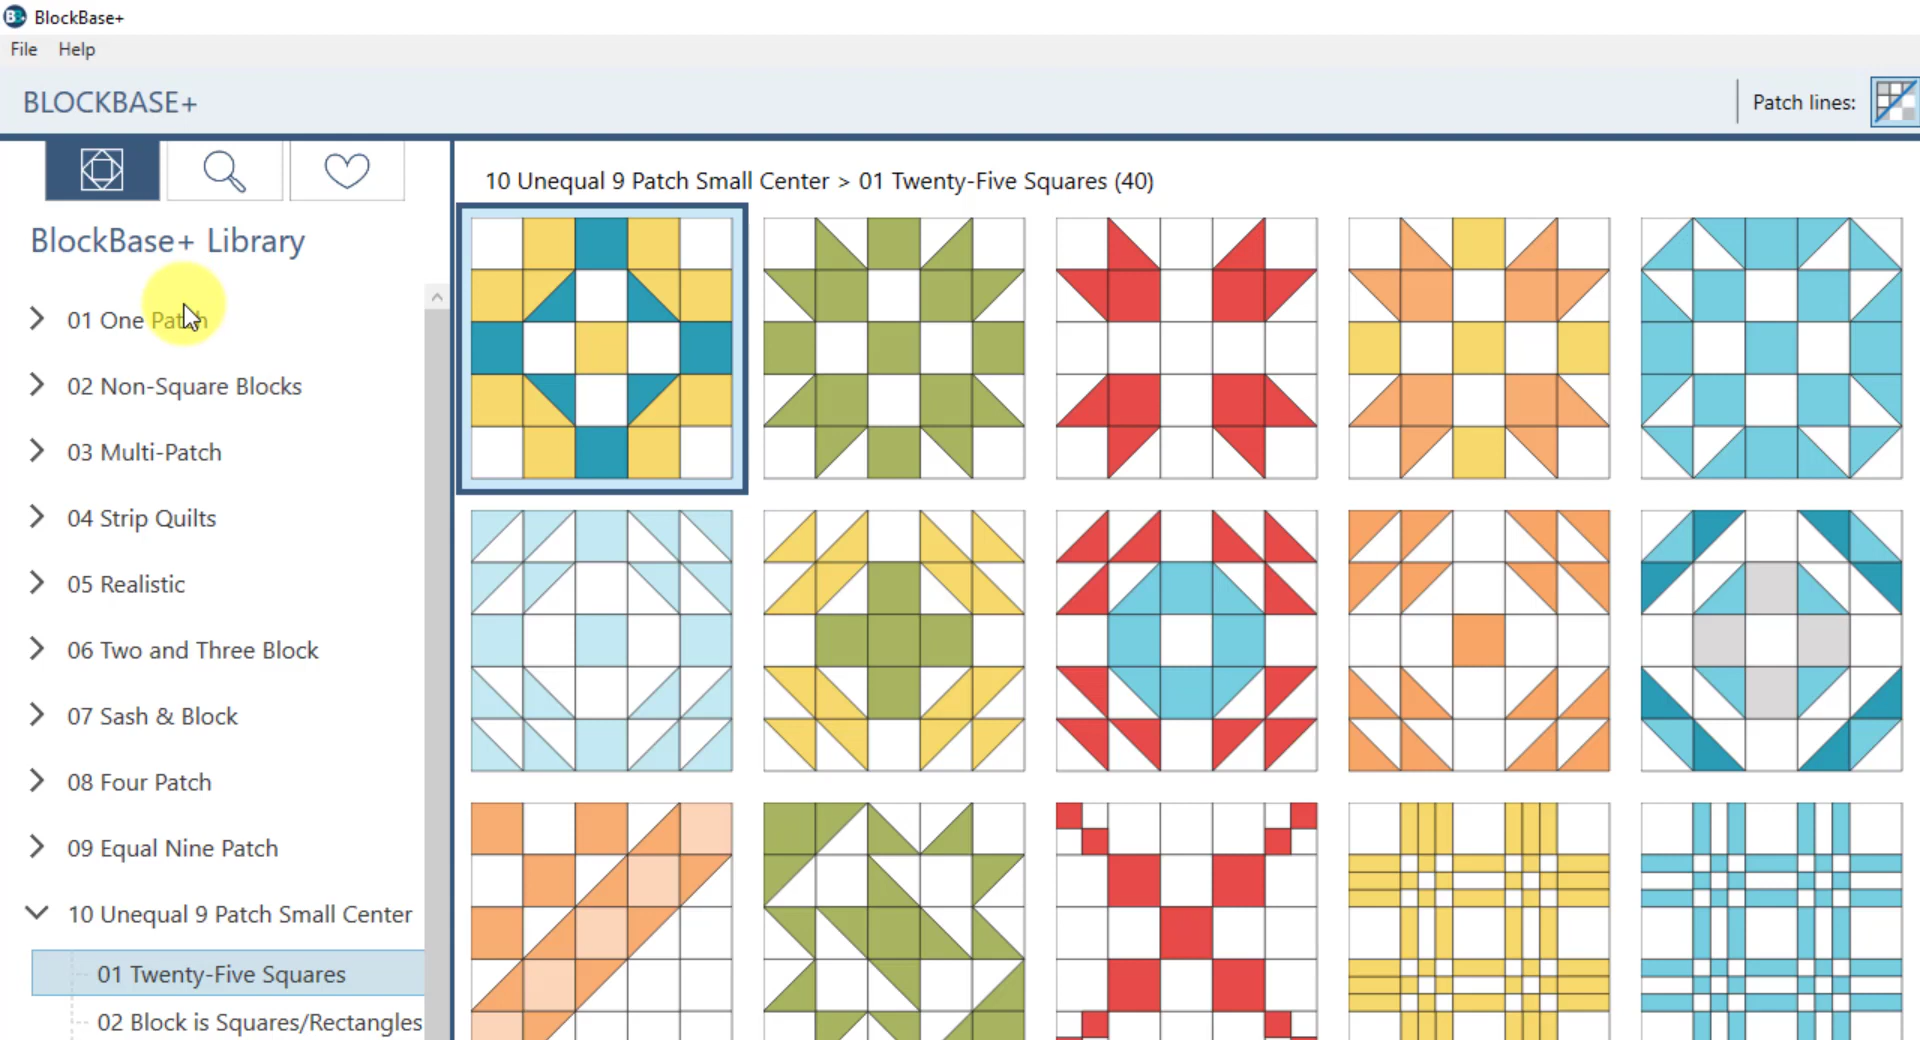 BlockBase+
File Help
BLOCKBASE+
Patch lines:
10 Unequal 9 Patch Small Center > 01 Twenty-Five Squares (40)
BlockBase+ Library
01 One Patch
02 Non-Square Blocks
03 Multi-Patch
04 Strip Quilts
05 Realistic
06 Two and Three Block
07 Sash & Block
08 Four Patch
09 Equal Nine Patch
10 Unequal 9 Patch Small Center
01 Twenty-Five Squares
02 Block is Squares/Rectangles